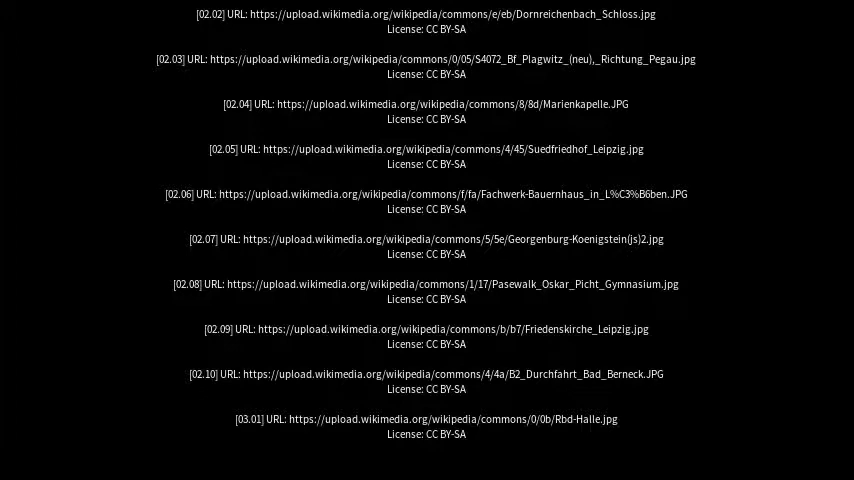 [02.02] URL: https://upload.wikimedia.org/wikipedia/commons/e/eb/Dornreichenbach_Schloss.jpg
License: CC BY-SA
[02.03] URL: https://upload.wikimedia.org/wikipedia/commons/0/05/S4072_Bf_Plagwitz_(neu),_Richtung_Pegau.jpg
License: CC BY-SA
[02.04] URL: https://upload.wikimedia.org/wikipedia/commons/8/8d/Marienkapelle.JPG
License: CC BY-SA
[02.05] URL: https://upload.wikimedia.org/wikipedia/commons/4/45/Suedfriedhof_Leipzig.jpg
License: CC BY-SA
[02.06] URL: https://upload.wikimedia.org/wikipedia/commons/f/fa/Fachwerk-Bauernhaus_in_L%C3%B6ben.JPG
License: CC BY-SA
[02.07] URL: https://upload.wikimedia.org/wikipedia/commons/5/5e/Georgenburg-Koenigstein(js)2.jpg
License: CC BY-SA
[02.08] URL: https://upload.wikimedia.org/wikipedia/commons/1/17/Pasewalk_Oskar_Picht_Gymnasium.jpg
License: CC BY-SA
[02.09] URL: https://upload.wikimedia.org/wikipedia/commons/b/b7/Friedenskirche_Leipzig.jpg
License: CC BY-SA
[02.10] URL: https://upload.wikimedia.org/wikipedia/commons/4/4a/B2_Durchfahrt_Bad_Berneck.JPG
License: CC BY-SA
[03.01] URL: https://upload.wikimedia.org/wikipedia/commons/0/0b/Rbd-Halle.jpg
License: CC BY-SA